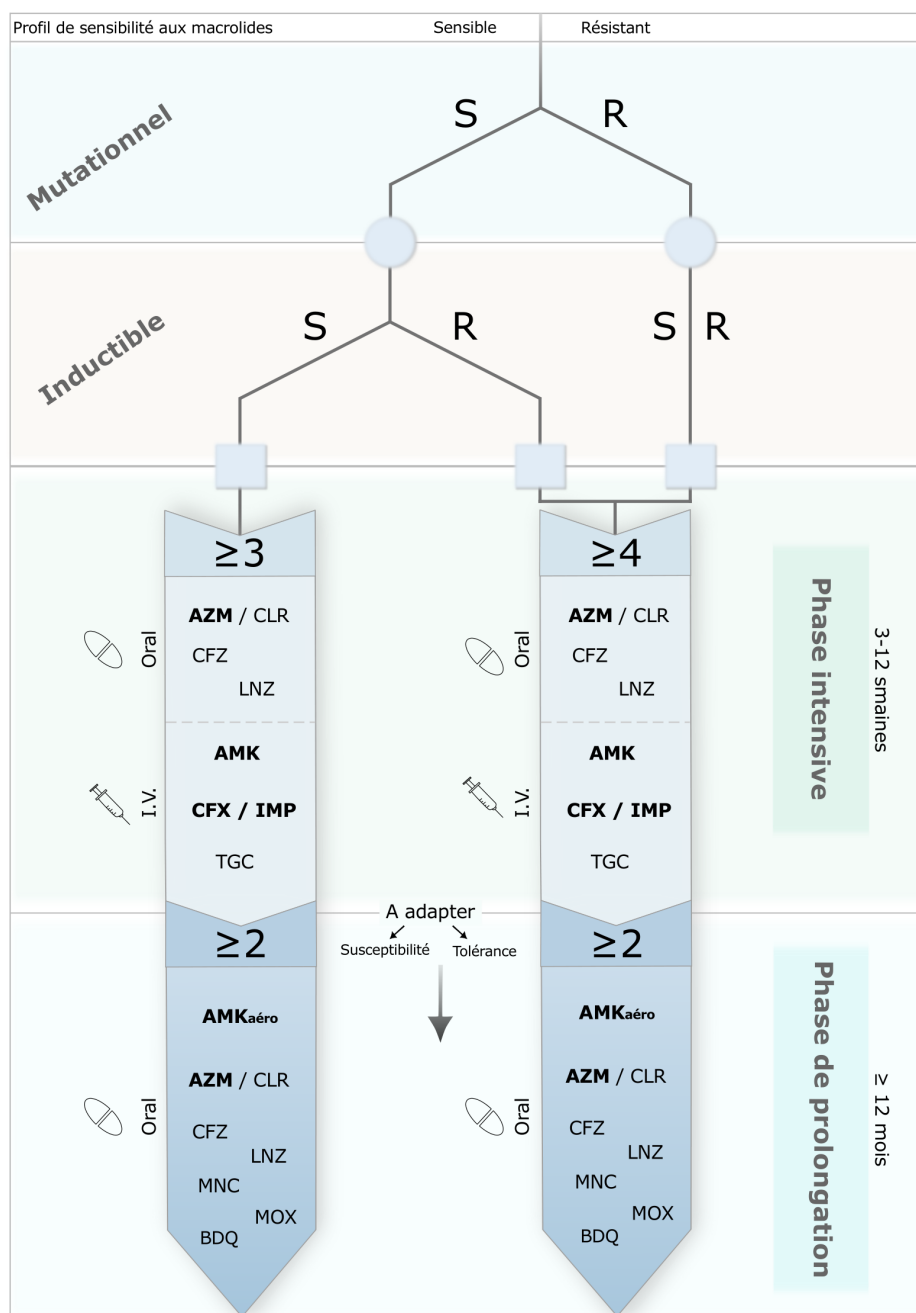 Profil de sensibilité aux macrolides Sensible Résistant
S R
Mutationnel
S R S R
Inductible
≥3 ≥4
AZM / CLR AZM / CLR
Oral CFZ Oral CFZ
LNZ LNZ
AMK AMK
I.V. CFX / IMP I.V. CFX / IMP
TGC TGC
Phase intensive
3-12 smaines
A adapter
Susceptibilité Tolérance
≥2 ≥2
AMKaéro AMKaéro
AZM / CLR AZM / CLR
Oral CFZ Oral CFZ
LNZ LNZ
MNC MNC
MOX MOX
BDQ BDQ
Phase de prolongation
≥ 12 mois